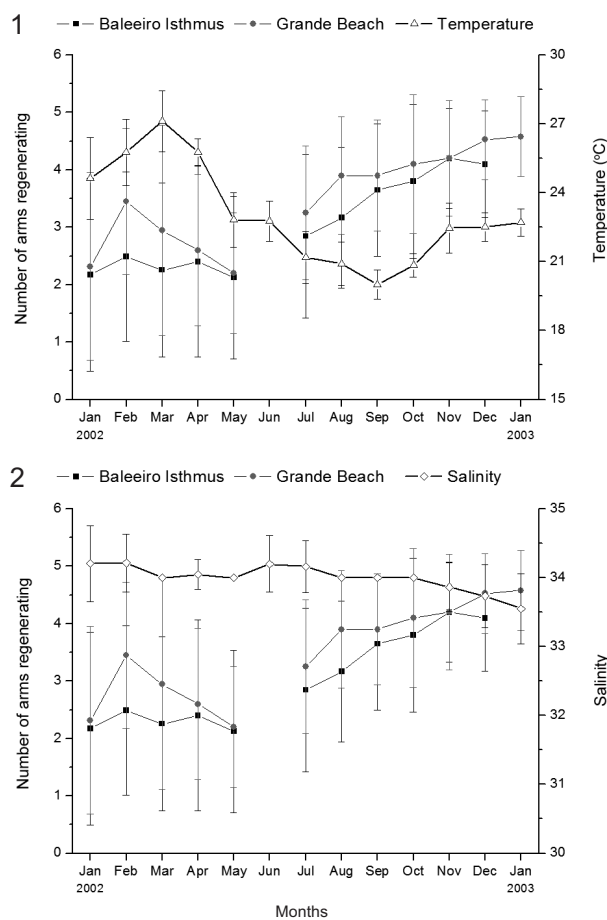 1
Baleeiro Isthmus Grande Beach Temperature
6 30
5 27
4 24
3
2 21
1 18
0 15
Number of arms regenerating
Temperature (ºC)
Jan Feb Mar Apr May Jun Jul Aug Sep Oct Nov Dec Jan
2002 2003
2
Baleeiro Isthmus Grande Beach Salinity
6 35
5 34
4
3 33
2 32
1 31
0 30
Number of arms regenerating
Salinity
Jan Feb Mar Apr May Jun Jul Aug Sep Oct Nov Dec Jan
2002 2003
Months